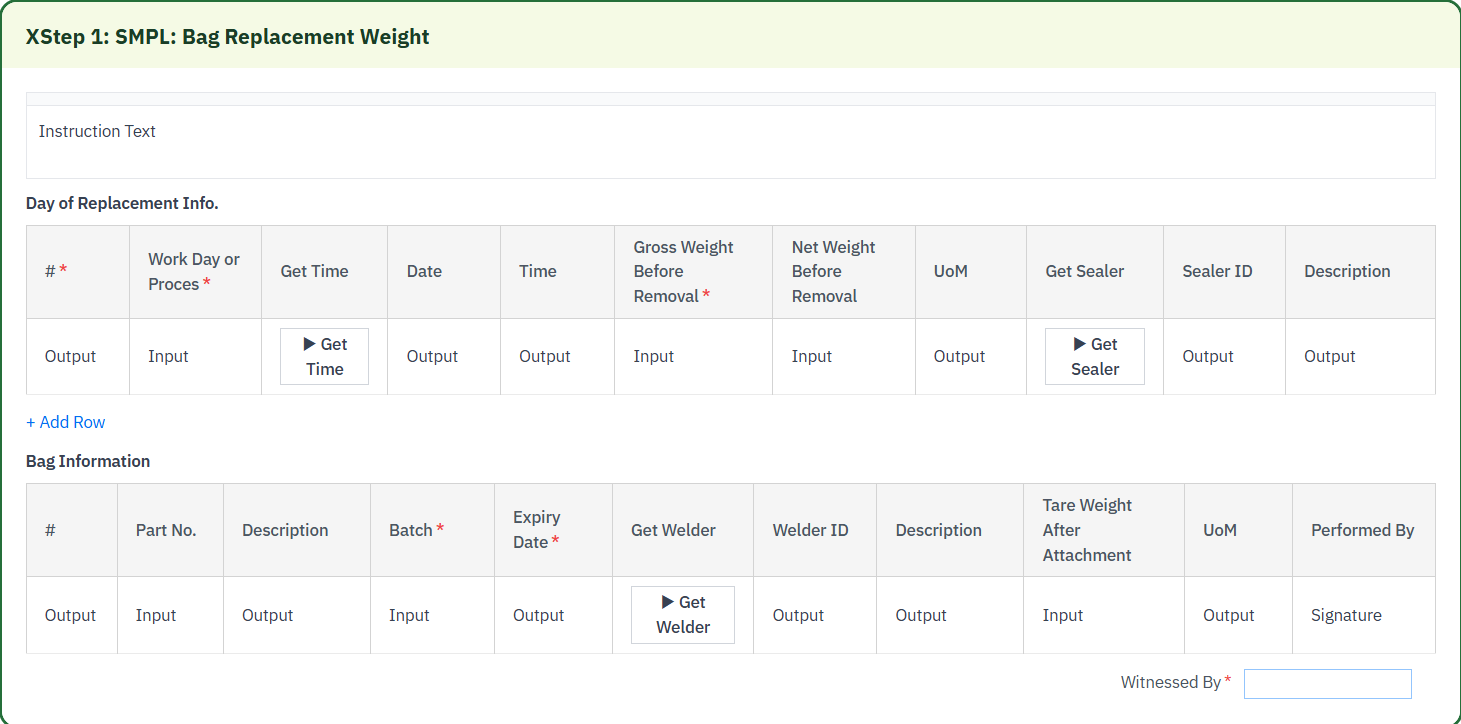 XStep 1: SMPL: Bag Replacement Weight
Instruction Text
Day of Replacement Info.
# * Work Day or Proces * Get Time Date Time Gross Weight Before Removal * Net Weight Before Removal UoM Get Sealer Sealer ID Description
Output Input ▶ Get Time Output Output Input Input Output ▶ Get Sealer Output Output
+ Add Row
Bag Information
# Part No. Description Batch * Expiry Date * Get Welder Welder ID Description Tare Weight After Attachment UoM Performed By
Output Input Output Input Output ▶ Get Welder Output Output Input Output Signature
Witnessed By *